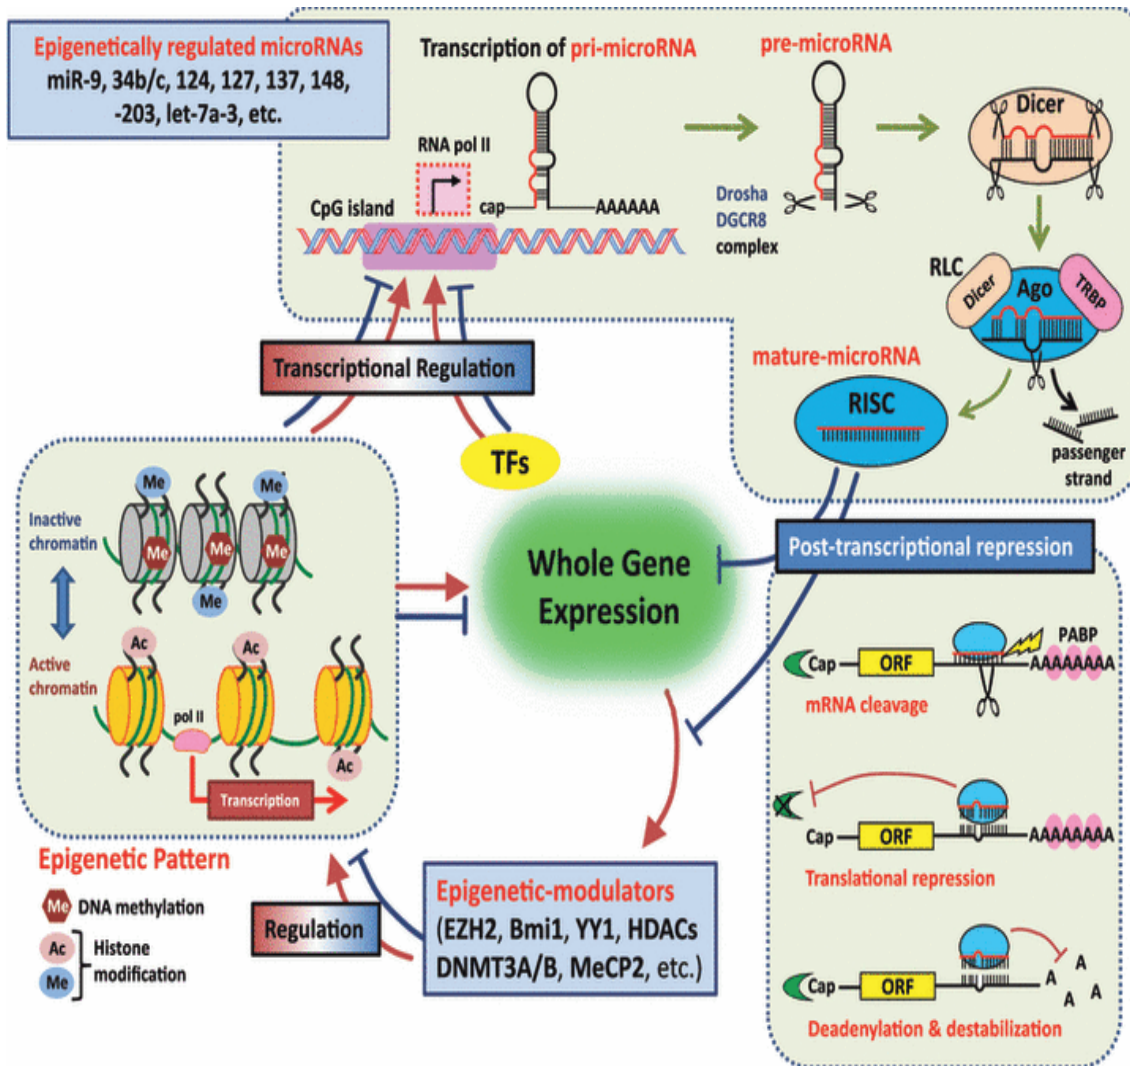 Epigenetically regulated microRNAs
miR-9, 34b/c, 124, 127, 137, 148,
-203, let-7a-3, etc.
Transcription of pri-microRNA
pre-microRNA
Dicer
RNA pol II
CpG island
cap
AAAAAA
Drosha
DGCR8
complex
RLC
Dicer
Ago
TRBP
mature-microRNA
RISC
passenger
strand
Transcriptional Regulation
TFs
Inactive
chromatin
Me
Me
Me
Me
Me
Me
Active
chromatin
Ac
Ac
Ac
pol II
Transcription
Whole Gene
Expression
Post-transcriptional repression
Cap
ORF
PABP
AAAAAAAA
mRNA cleavage
Cap
ORF
AAAAAAAA
Translational repression
Cap
ORF
A
A
A
A
Deadenylation & destabilization
Epigenetic Pattern
Me DNA methylation
Ac
Me
Histone
modification
Regulation
Epigenetic-modulators
(EZH2, Bmi1, YY1, HDACs
DNMT3A/B, MeCP2, etc.)